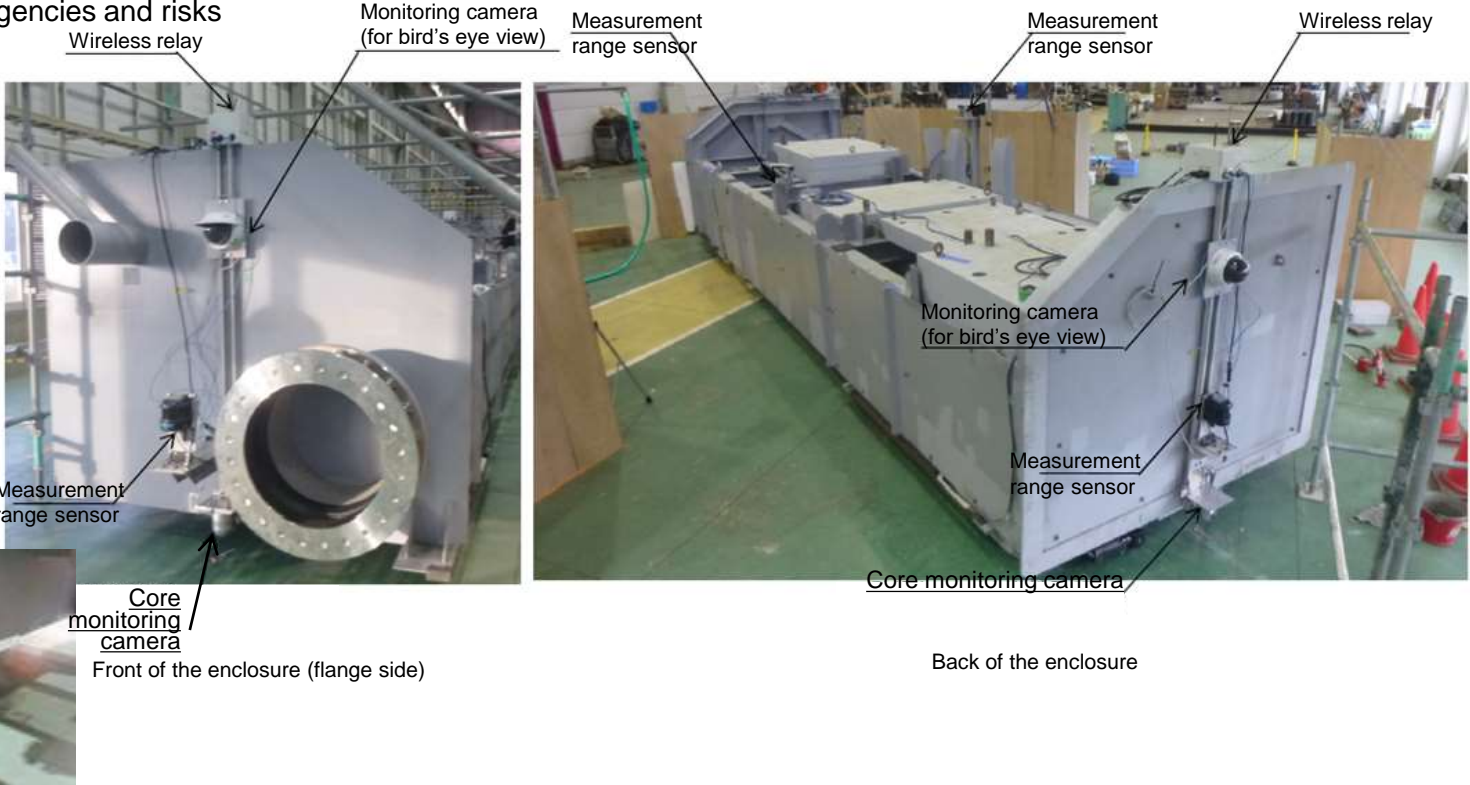 gencies and risks
Wireless relay
Monitoring camera
(for bird's eye view)
Measurement
range sensor
Measurement
range sensor
Wireless relay
Monitoring camera
(for bird's eye view)
Measurement
range sensor
Measurement
range sensor
Core
monitoring
camera
Core monitoring camera
Front of the enclosure (flange side)
Back of the enclosure